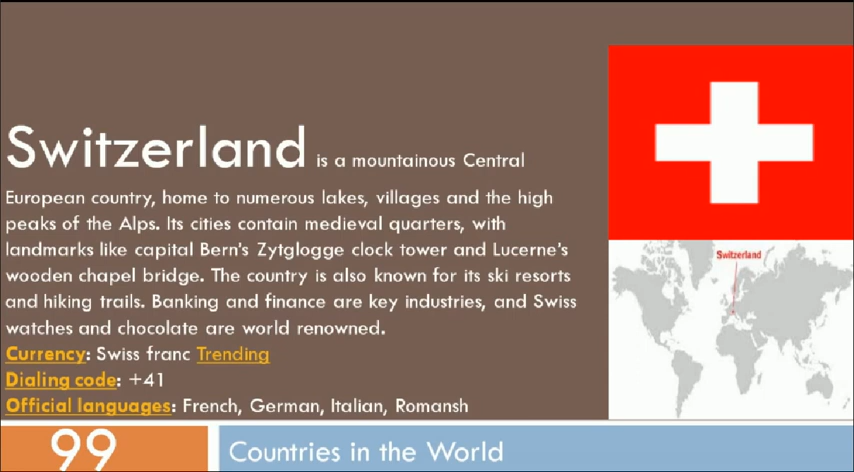 Switzerland is a mountainous Central
European country, home to numerous lakes, villages and the high
peaks of the Alps. Its cities contain medieval quarters, with
landmarks like capital Bern's Zytglogge clock tower and Lucerne's
wooden chapel bridge. The country is also known for its ski resorts
and hiking trails. Banking and finance are key industries, and Swiss
watches and chocolate are world renowned.
Currency: Swiss franc Trending
Dialing code: +41
Official languages: French, German, Italian, Romansh
Switzerland
99
Countries in the World